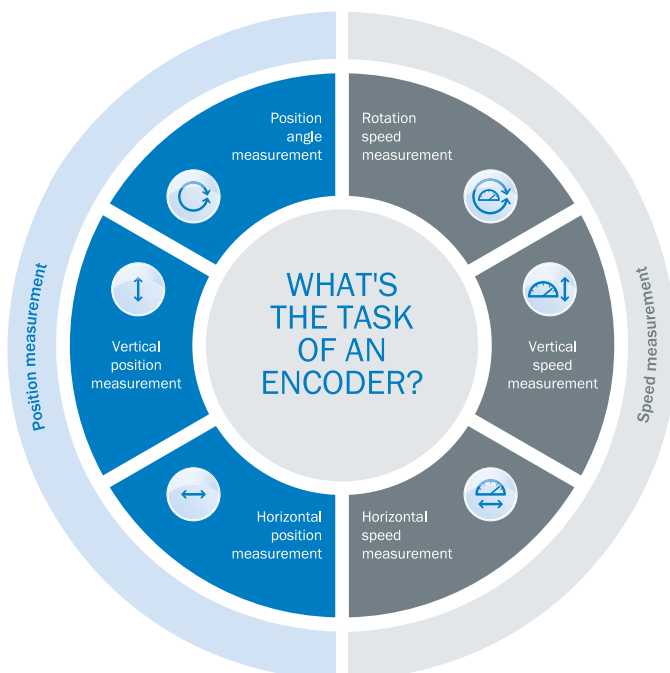 Position measurement
Speed measurement
Position
angle
measurement
Rotation
speed
measurement
WHAT'S
THE TASK
OF AN
ENCODER?
Vertical
position
measurement
Vertical
speed
measurement
Horizontal
position
measurement
Horizontal
speed
measurement